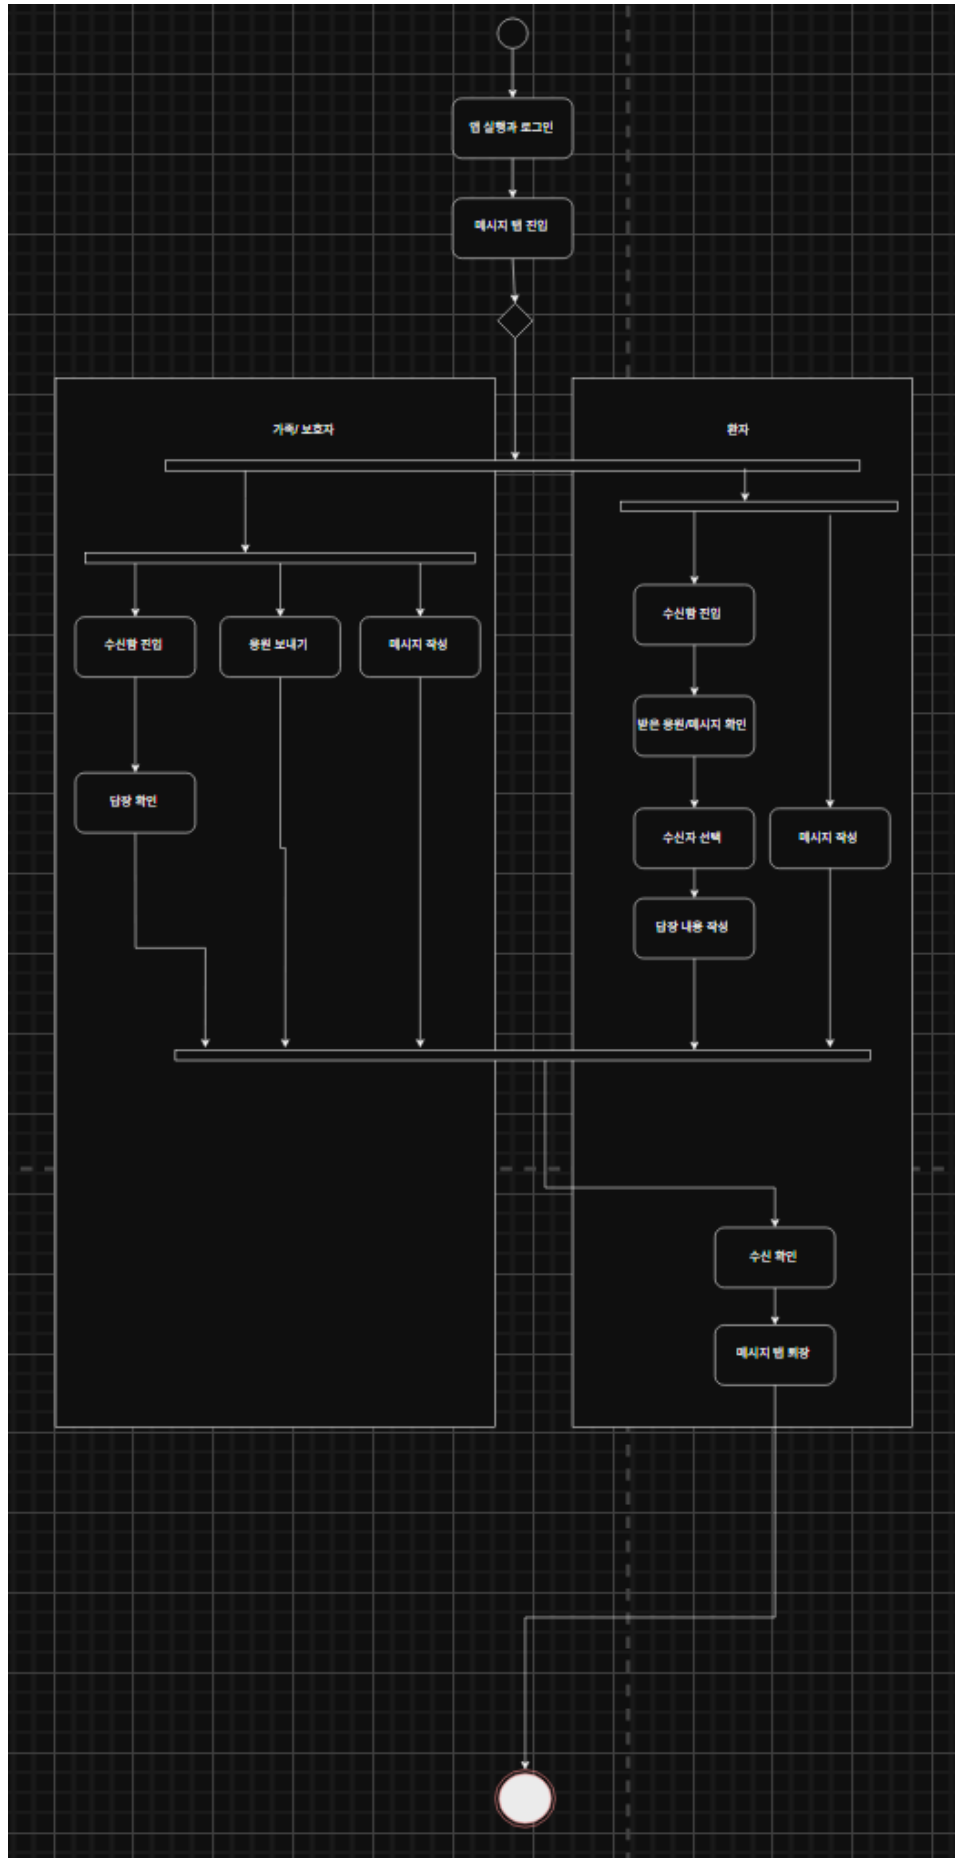 앱 실행과 로그인
메시지 탭 진입
가족/ 보호자
환자
수신함 진입
응원 보내기
메시지 작성
답장 확인
수신함 진입
받은 응원/메시지 확인
수신자 선택
메시지 작성
답장 내용 작성
수신 확인
메시지 탭 퇴장